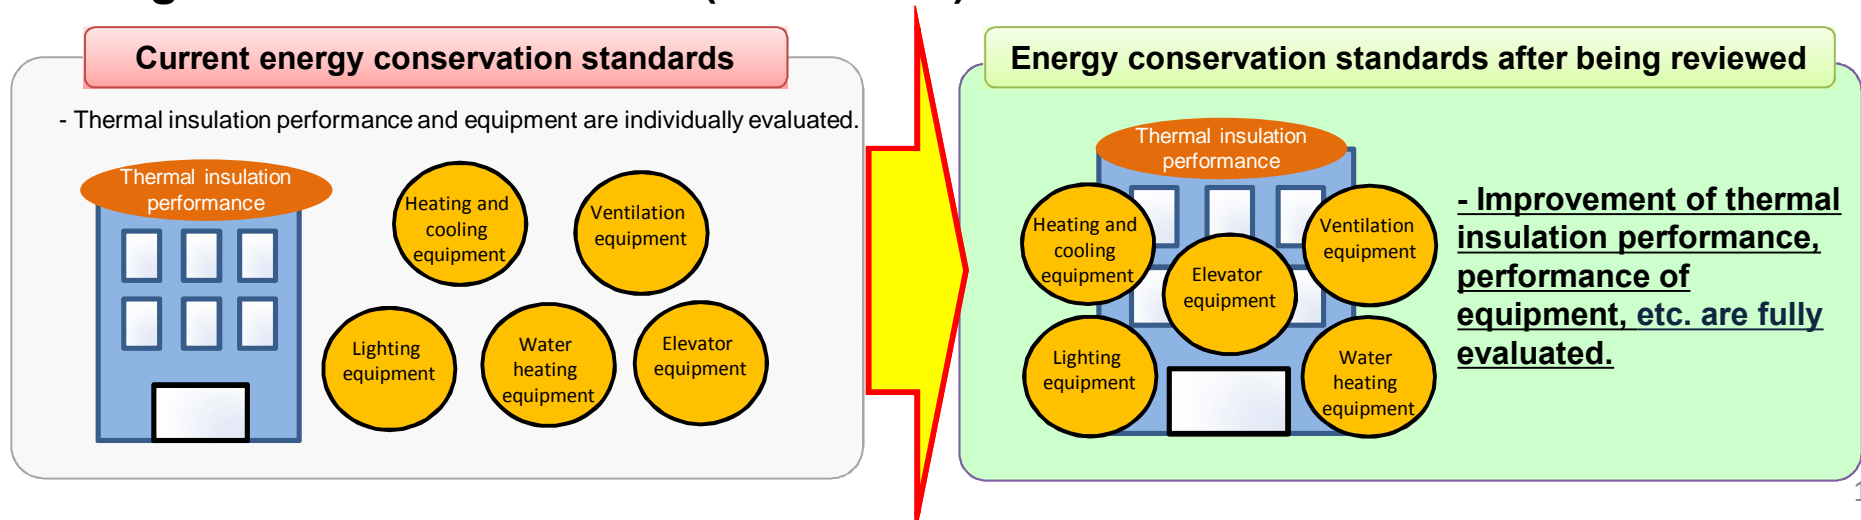 Current energy conservation standards
- Thermal insulation performance and equipment are individually evaluated.
Thermal insulation
performance
Heating and
cooling
equipment
Ventilation
equipment
Lighting
equipment
Water
heating
equipment
Elevator
equipment
Energy conservation standards after being reviewed
Thermal insulation
performance
Heating and
cooling
equipment
Ventilation
equipment
Elevator
equipment
Lighting
equipment
Water
heating
equipment
- Improvement of thermal
insulation performance,
performance of
equipment, etc. are fully
evaluated.